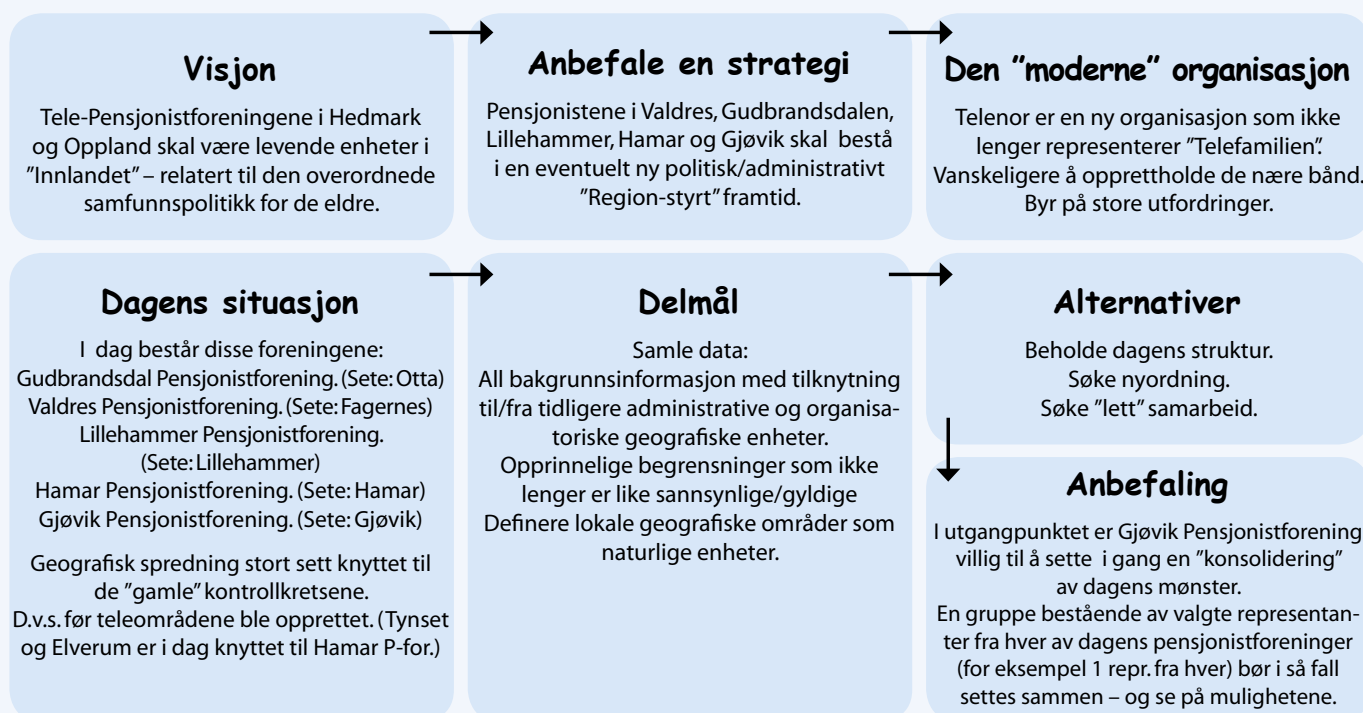 Visjon
Tele-Pensjonistforeningene i Hedmark
og Oppland skal være levende enheter i
”Innlandet” – relatert til den overordnede
samfunnspolitikk for de eldre.
Anbefale en strategi
Pensjonistene i Valdres, Gudbrandsdalen,
Lillehammer, Hamar og Gjøvik skal bestå
i en eventuelt ny politisk/administrativt
”Region-styrt” framtid.
Den ”moderne” organisasjon
Telenor er en ny organisasjon som ikke
lenger representerer ”Telefamilien”.
Vanskeligere å opprettholde de nære bånd.
Byr på store utfordringer.
Dagens situasjon
I dag består disse foreningene:
Gudbrandsdal Pensjonistforening. (Sete: Otta)
Valdres Pensjonistforening. (Sete: Fagernes)
Lillehammer Pensjonistforening.
(Sete: Lillehammer)
Hamar Pensjonistforening. (Sete: Hamar)
Gjøvik Pensjonistforening. (Sete: Gjøvik)
Geografisk spredning stort sett knyttet til
de ”gamle” kontrollkretsene.
D.v.s. før teleområdene ble opprettet. (Tynset
og Elverum er i dag knyttet til Hamar P-for.)
Delmål
Samle data:
All bakgrunnsinformasjon med tilknytning
til/fra tidligere administrative og organisa-
toriske geografiske enheter.
Opprinnelige begrensninger som ikke
lenger er like sannsynlige/gyldige
Definere lokale geografiske områder som
naturlige enheter.
Alternativer
Beholde dagens struktur.
Søke nyordning.
Søke ”lett” samarbeid.
Anbefaling
I utgangpunktet er Gjøvik Pensjonistforening
villig til å sette i gang en ”konsolidering”
av dagens mønster.
En gruppe bestående av valgte representan-
ter fra hver av dagens pensjonistforeninger
(for eksempel 1 repr. fra hver) bør i så fall
settes sammen – og se på mulighetene.